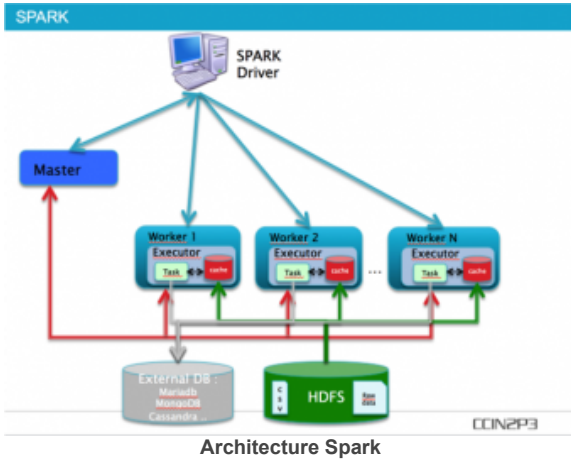 SPARK
SPARK
Driver
Master
Worker 1
Executor
Task
cache
Worker 2
Executor
Task
cache
...
Worker N
Executor
Task
cache
External DB :
Mariadb
MongoDB
Cassandra ..
C
S
V
HDFS
Raw
data
CCIN2P3
Architecture Spark